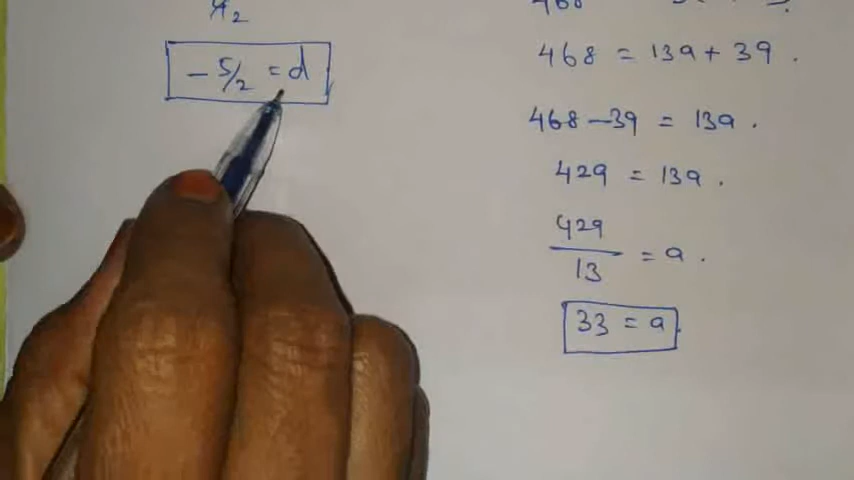 - 5/2 = d
468 = 13a + 39 .
468 - 39 = 13a .
429 = 13a .
429/13 = a .
33 = a